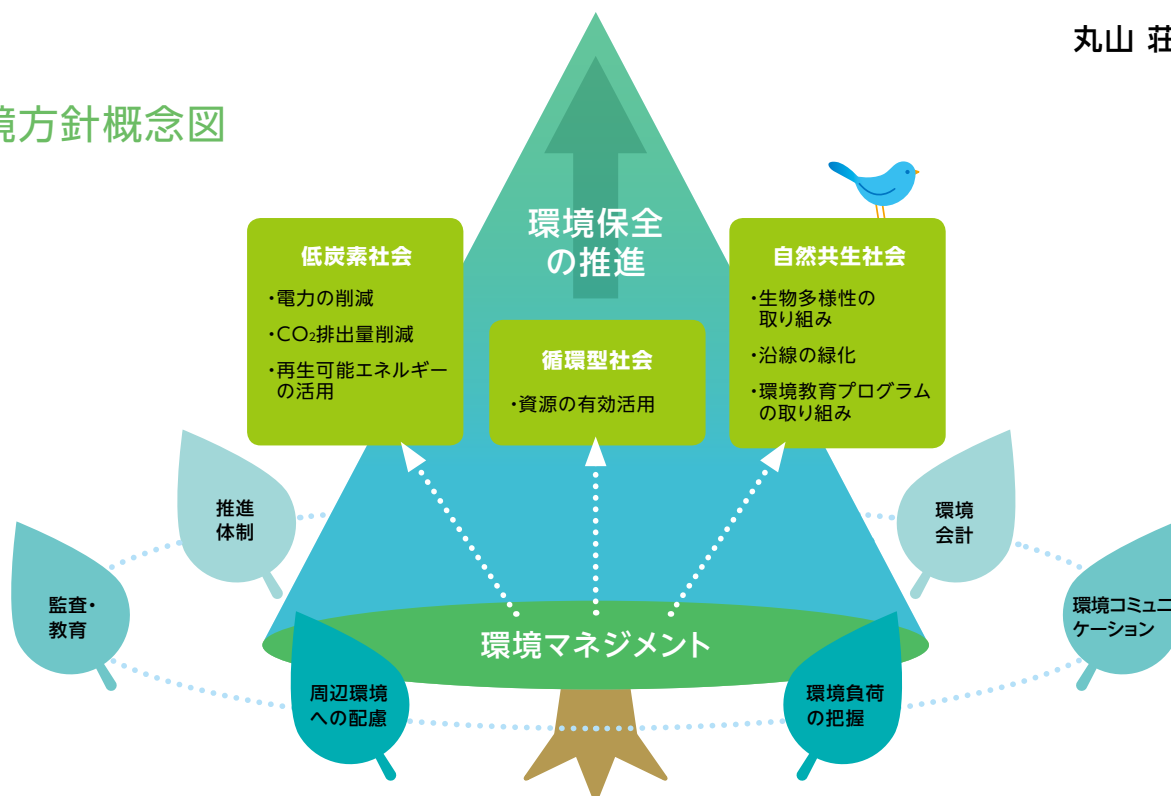 丸山 荘
境方針概念図
環境保全
の推進
低炭素社会
・電力の削減
・CO₂排出量削減
・再生可能エネルギー
の活用
循環型社会
・資源の有効活用
自然共生社会
・生物多様性の
取り組み
・沿線の緑化
・環境教育プログラム
の取り組み
推進
体制
環境
会計
監査・
教育
環境コミュニ
ケーション
環境マネジメント
周辺環境
への配慮
環境負荷
の把握